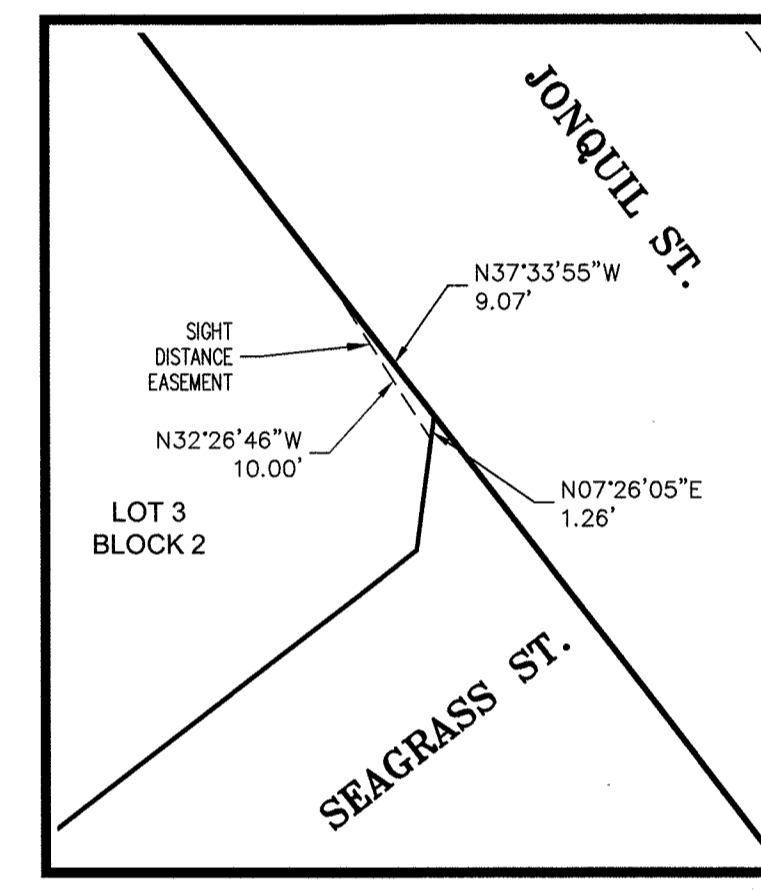 JONQUIL ST.
N37°33'55"W
9.07'
SIGHT
DISTANCE
EASEMENT
N32°26'46"W
10.00'
N07°26'05"E
1.26'
LOT 3
BLOCK 2
SEAGRASS ST.